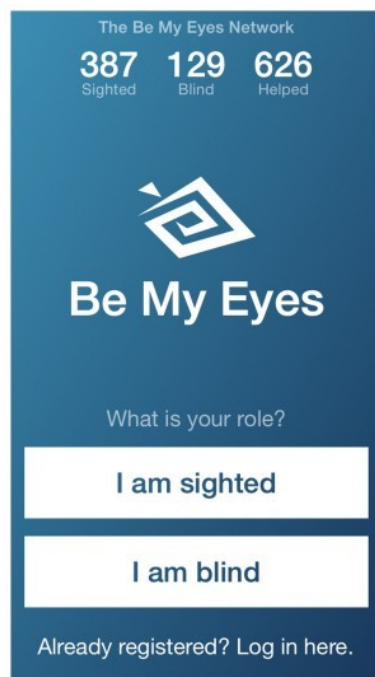 The Be My Eyes Network
387 129 626
Sighted Blind Helped
Be My Eyes
What is your role?
I am sighted
I am blind
Already registered? Log in here.